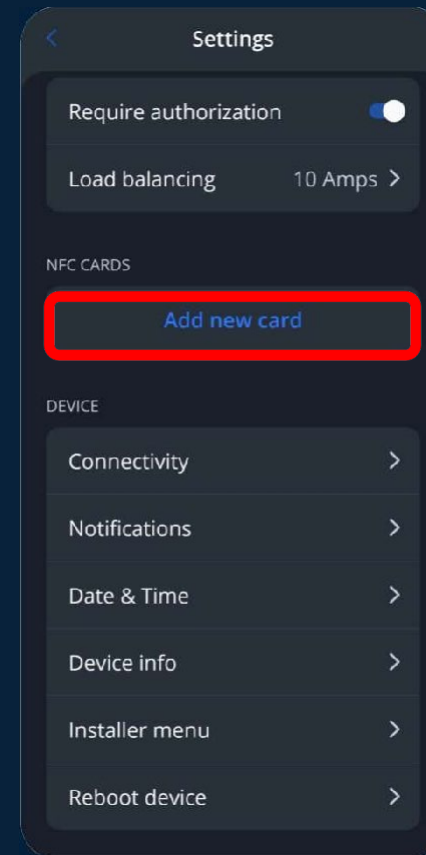 Settings
Require authorization
Load balancing 10 Amps >
NFC CARDS
Add new card
DEVICE
Connectivity >
Notifications >
Date & Time >
Device info >
Installer menu >
Reboot device >